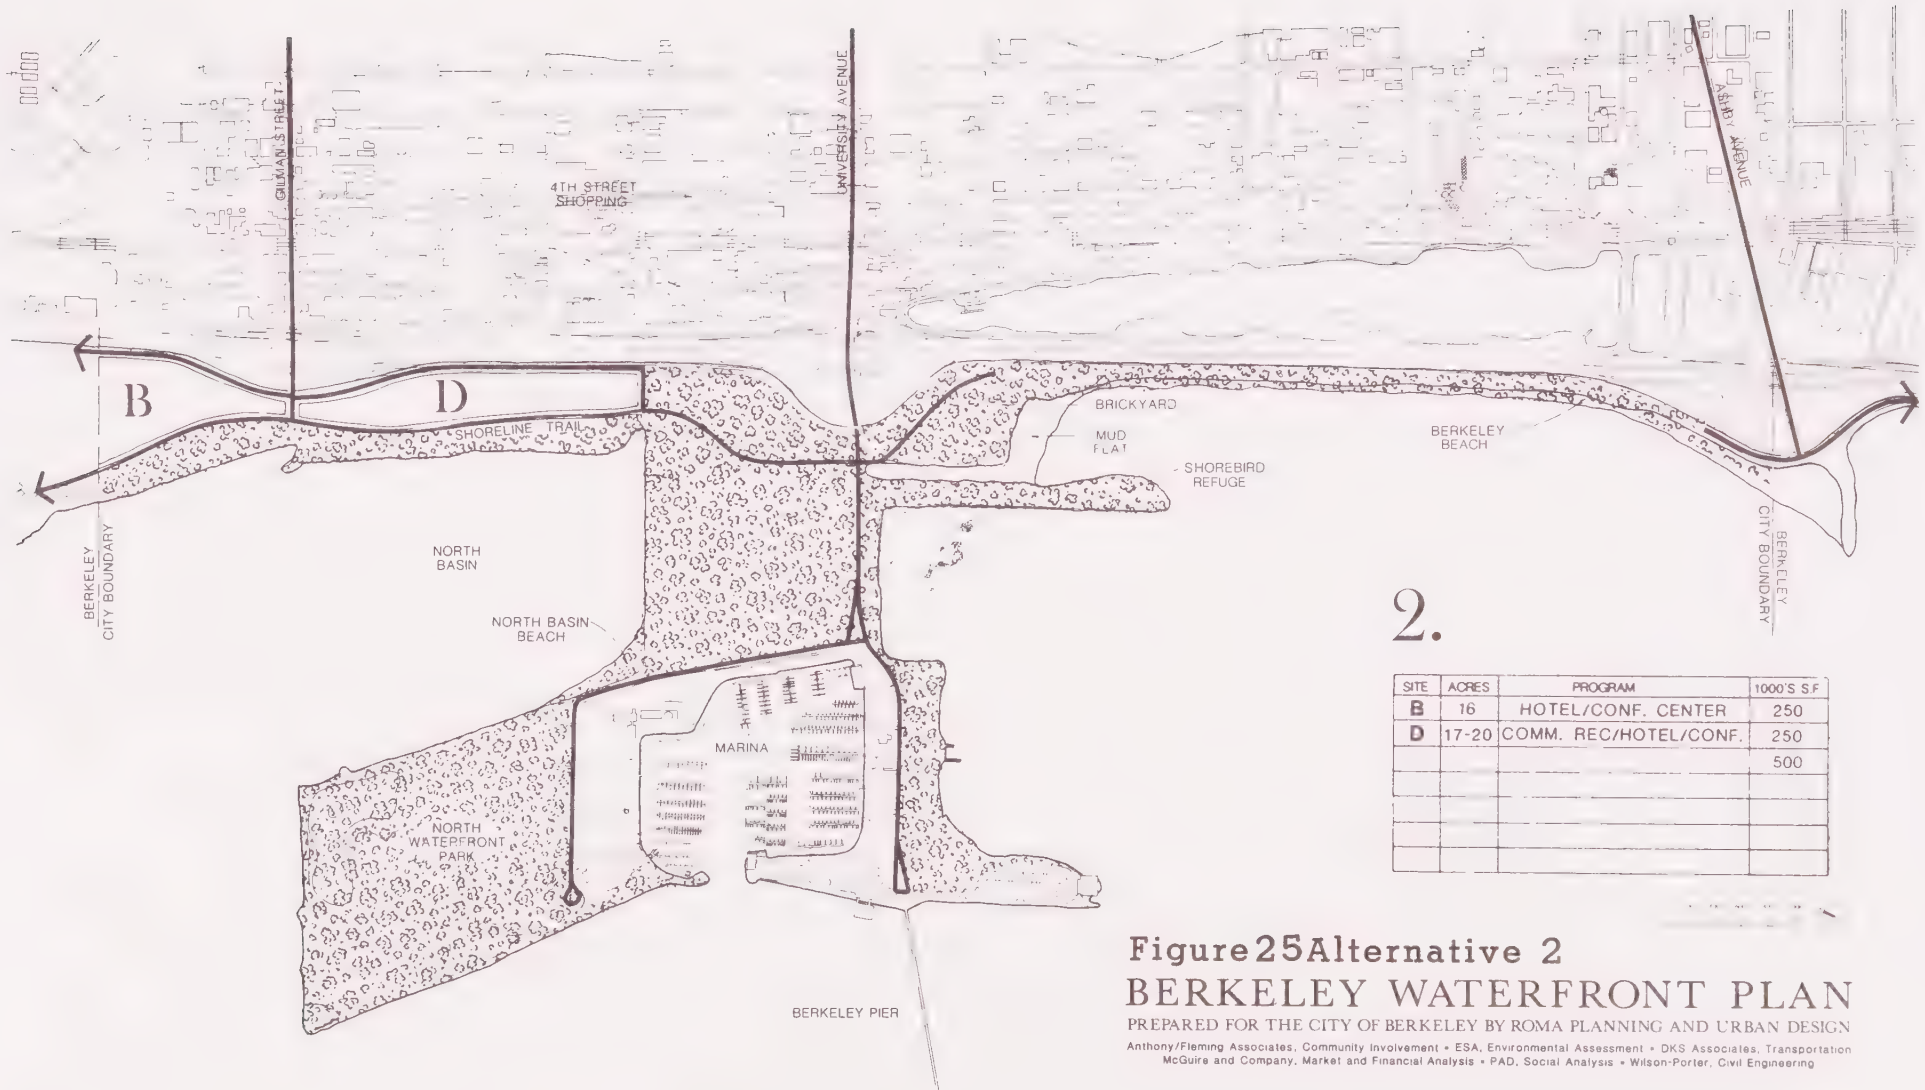 GILMAN STREET
UNIVERSITY AVENUE
ASHBY AVENUE
4TH STREET
SHOPPING
B
D
SHORELINE TRAIL
BRICKYARD
MUD
FLAT
BERKELEY
BEACH
SHOREBIRD
REFUGE
BERKELEY
CITY BOUNDARY
NORTH
BASIN
NORTH BASIN
BEACH
BERKELEY
CITY BOUNDARY
MARINA
NORTH
WATERFRONT
PARK
BERKELEY PIER
2.
SITE ACRES PROGRAM 1000'S S.F
B 16 HOTEL/CONF. CENTER 250
D 17-20 COMM. REC/HOTEL/CONF. 250
500
Figure25Alternative 2
BERKELEY WATERFRONT PLAN
PREPARED FOR THE CITY OF BERKELEY BY ROMA PLANNING AND URBAN DESIGN
Anthony/Fleming Associates, Community Involvement • ESA, Environmental Assessment • DKS Associates, Transportation
McGuire and Company, Market and Financial Analysis • PAD, Social Analysis • Wilson-Porter, Civil Engineering